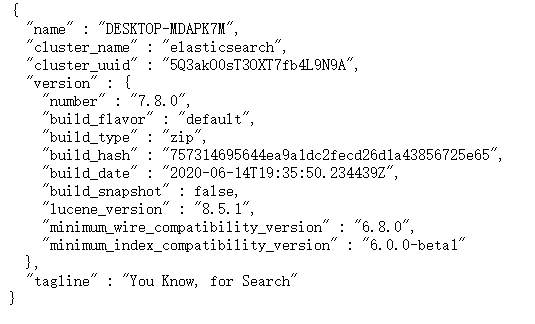 {
  "name" : "DESKTOP-MDAPK7M",
  "cluster_name" : "elasticsearch",
  "cluster_uuid" : "5Q3akOOsT3OXT7fb4L9N9A",
  "version" : {
    "number" : "7.8.0",
    "build_flavor" : "default",
    "build_type" : "zip",
    "build_hash" : "757314695644ea9a1dc2fecd26d1a43856725e65",
    "build_date" : "2020-06-14T19:35:50.234439Z",
    "build_snapshot" : false,
    "lucene_version" : "8.5.1",
    "minimum_wire_compatibility_version" : "6.8.0",
    "minimum_index_compatibility_version" : "6.0.0-beta1"
  },
  "tagline" : "You Know, for Search"
}